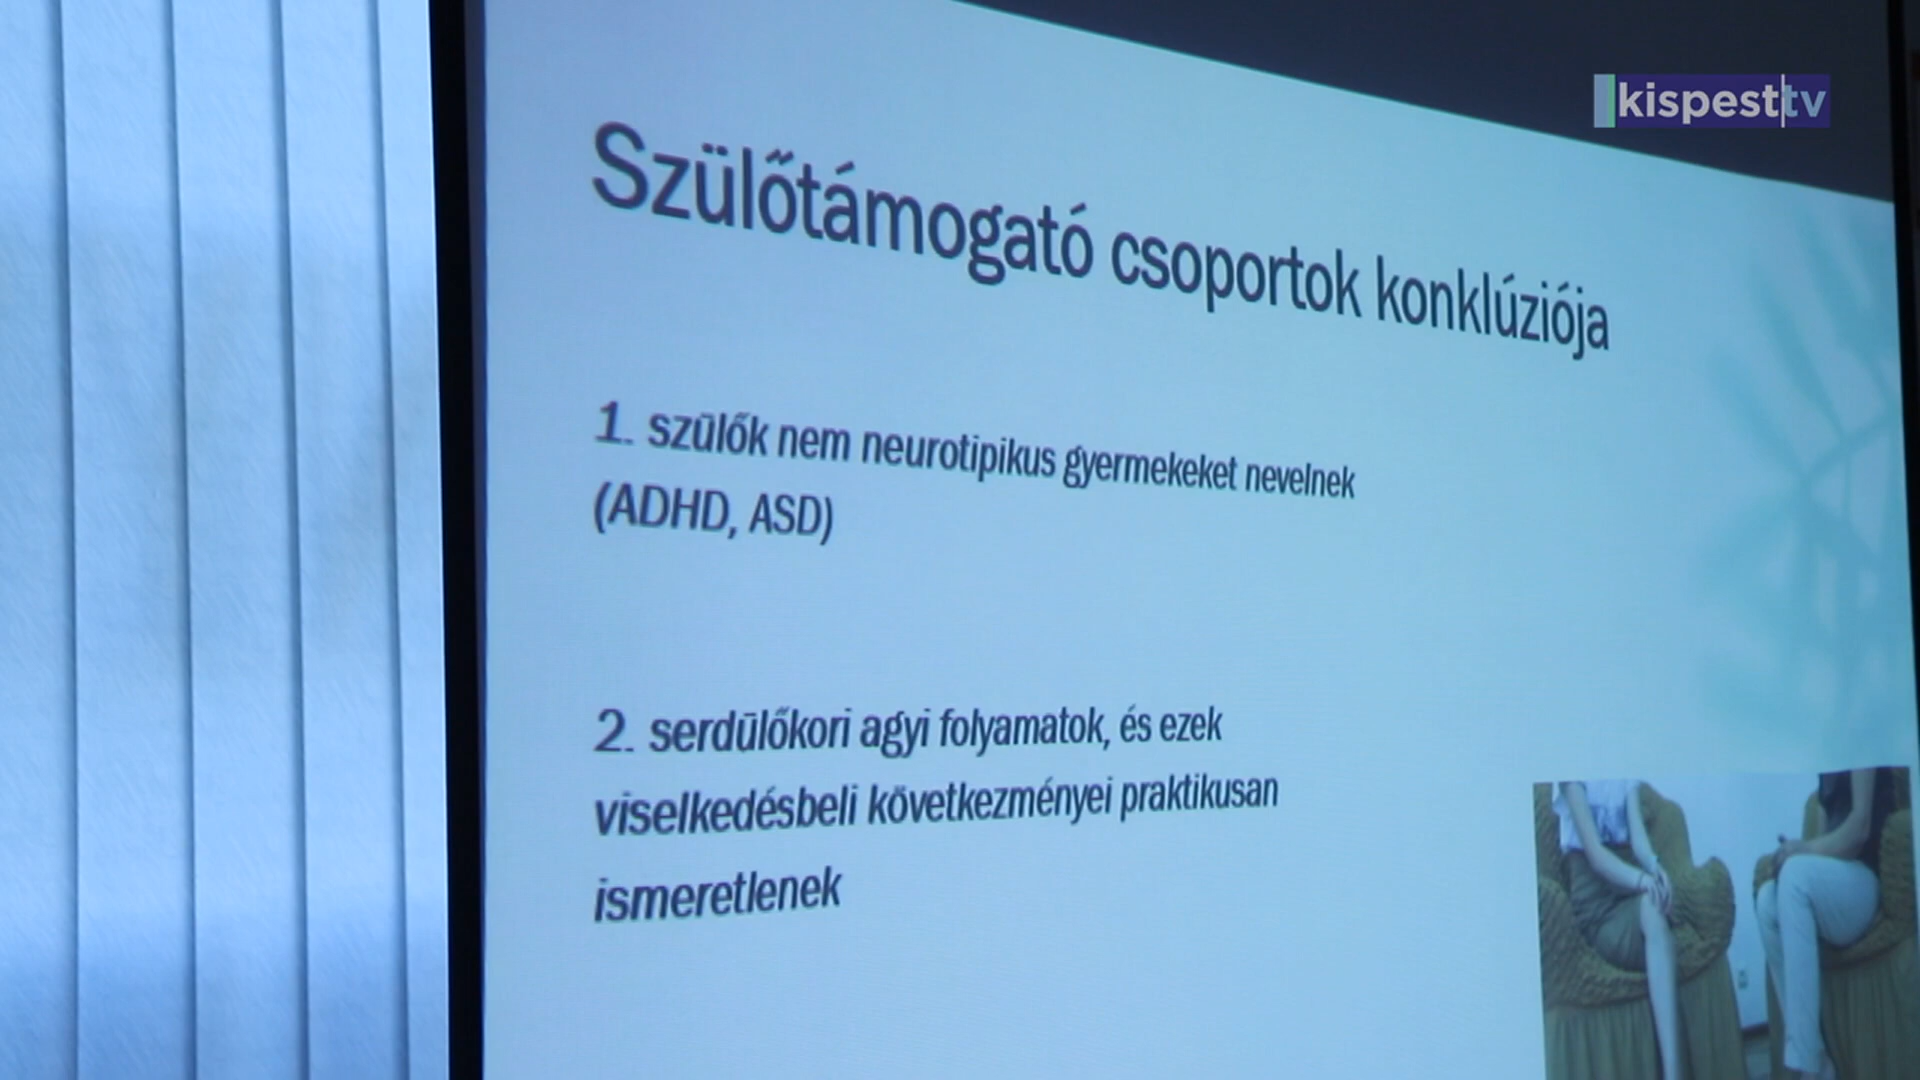 kispest tv
Szülőtámogató csoportok konklúziója
1. szülők nem neurotipikus gyermekeket nevelnek
(ADHD, ASD)
2. serdülőkori agyi folyamatok, és ezek
viselkedésbeli következményei praktikusan
ismeretlenek